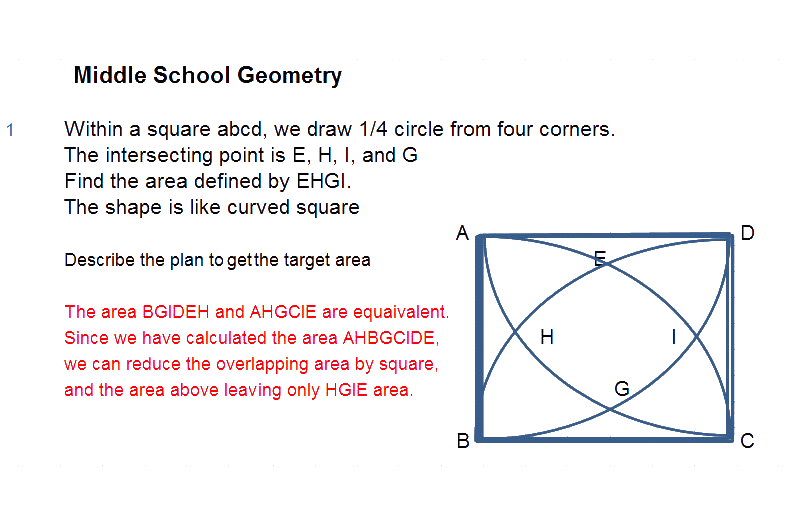 Middle School Geometry
1
Within a square abcd, we draw 1/4 circle from four corners.
The intersecting point is E, H, I, and G
Find the area defined by EHGI.
The shape is like curved square
Describe the plan to get the target area
The area BGIDEH and AHGCIE are equaivalent.
Since we have calculated the area AHBGCIDE,
we can reduce the overlapping area by square,
and the area above leaving only HGIE area.
A
D
E
H
I
G
B
C